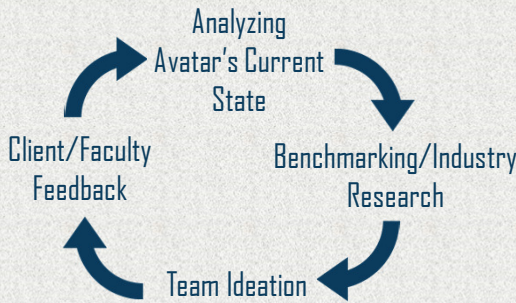 Analyzing
Avatar's Current
State
Benchmarking/Industry
Research
Team Ideation
Client/Faculty
Feedback